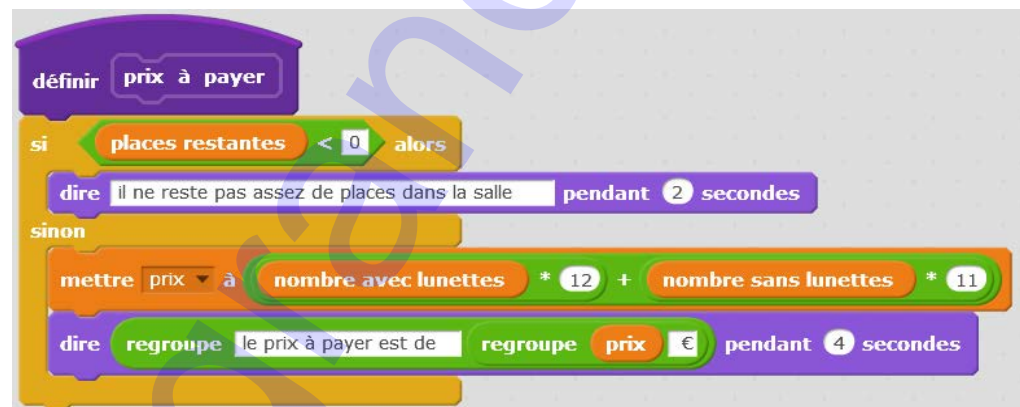 définir prix à payer
si places restantes < 0 alors
dire il ne reste pas assez de places dans la salle pendant 2 secondes
sinon
mettre prix à nombre avec lunettes * 12 + nombre sans lunettes * 11
dire regroupe le prix à payer est de regroupe prix € pendant 4 secondes